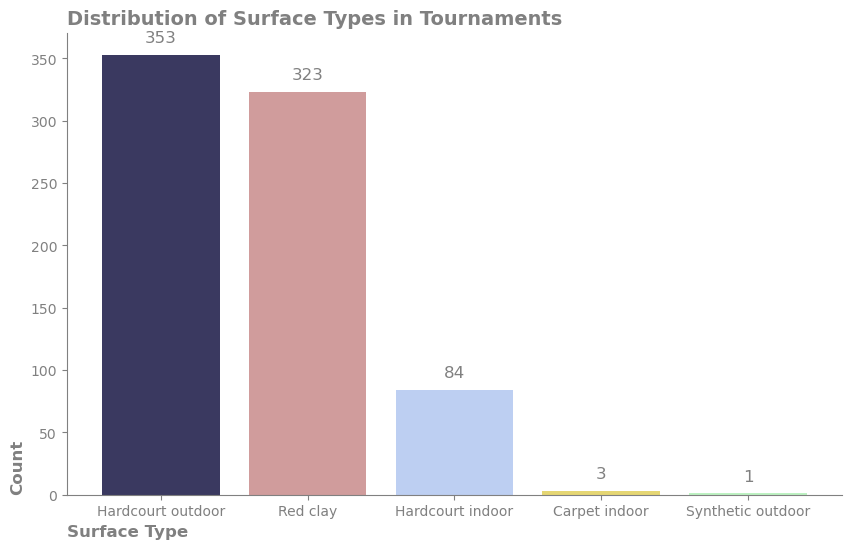 Distribution of Surface Types in Tournaments
353
323
84
3
1
350
300
250
200
150
100
50
0
Count
Hardcourt outdoor
Red clay
Hardcourt indoor
Carpet indoor
Synthetic outdoor
Surface Type